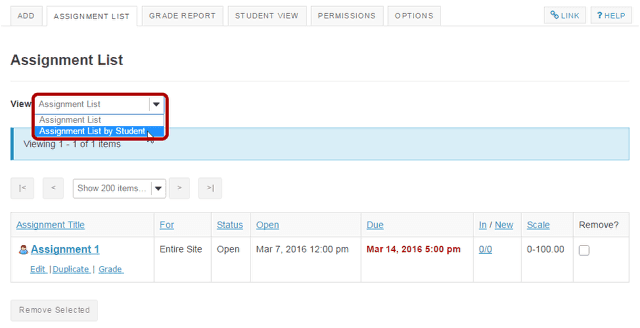 ADD ASSIGNMENT LIST GRADE REPORT STUDENT VIEW PERMISSIONS OPTIONS LINK ? HELP
Assignment List
View Assignment List
Assignment List
Assignment List by Student
Viewing 1 - 1 of 1 items
|< < Show 200 items... > >|
Assignment Title For Status Open Due In / New Scale Remove?
Assignment 1 Entire Site Open Mar 7, 2016 12:00 pm Mar 14, 2016 5:00 pm 0/0 0-100.00
Edit | Duplicate | Grade
Remove Selected